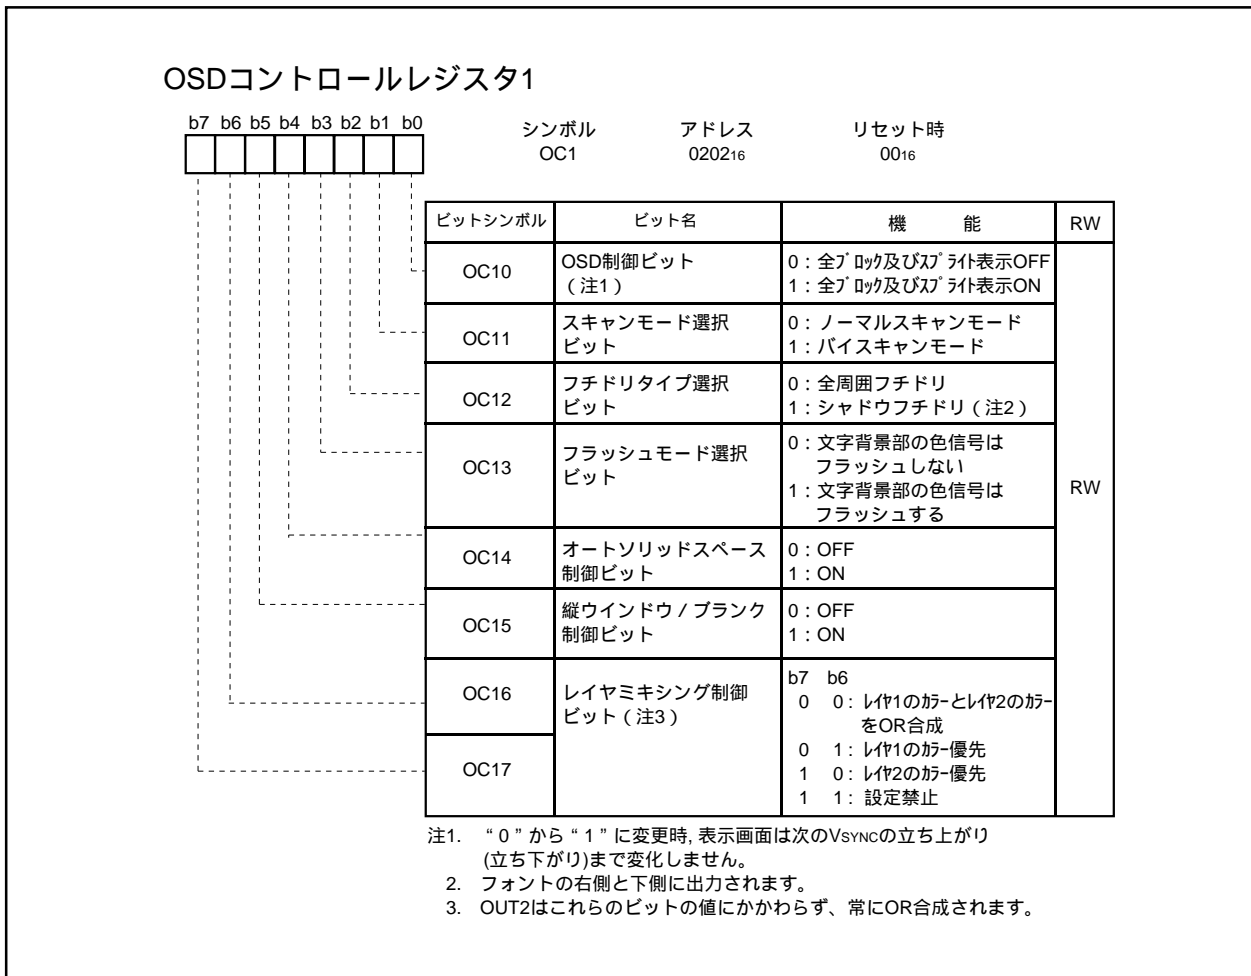 OSDコントロールレジスタ1
b7 b6 b5 b4 b3 b2 b1 b0
シンボル アドレス リセット時
OC1 020216 0016
ビットシンボル ビット名 機 能 RW
OC10 OSD制御ビット
(注1)
0:全ブロック及びスプライト表示OFF
1:全ブロック及びスプライト表示ON
OC11 スキャンモード選択
ビット
0:ノーマルスキャンモード
1:バイスキャンモード
OC12 フチドリタイプ選択
ビット
0:全周囲フチドリ
1:シャドウフチドリ(注2)
OC13 フラッシュモード選択
ビット
0:文字背景部の色信号は
フラッシュしない
1:文字背景部の色信号は
フラッシュする
RW
OC14 オートソリッドスペース
制御ビット
0:OFF
1:ON
OC15 縦ウインドウ/ブランク
制御ビット
0:OFF
1:ON
OC16 レイヤミキシング制御
ビット(注3)
OC17
b7 b6
0 0:レイヤ1のカラーとレイヤ2のカラー
をOR合成
0 1:レイヤ1のカラー優先
1 0:レイヤ2のカラー優先
1 1:設定禁止
注1. “0”から“1”に変更時, 表示画面は次のVSYNCの立ち上がり
(立ち下がり)まで変化しません。
2. フォントの右側と下側に出力されます。
3. OUT2はこれらのビットの値にかかわらず、常にOR合成されます。